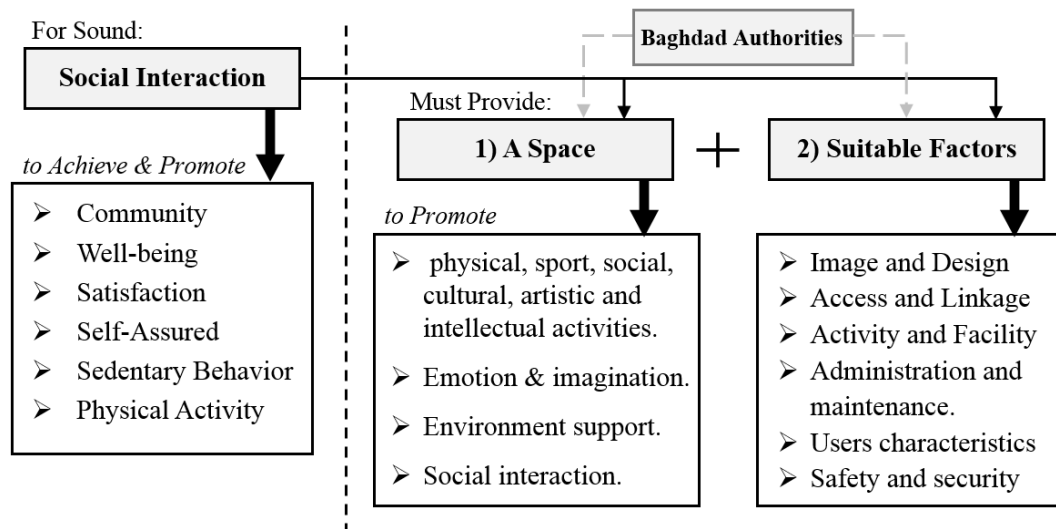 For Sound:
Social Interaction
to Achieve & Promote
➢ Community
➢ Well-being
➢ Satisfaction
➢ Self-Assured
➢ Sedentary Behavior
➢ Physical Activity
Baghdad Authorities
Must Provide:
1) A Space
+
2) Suitable Factors
to Promote
➢ physical, sport, social,
cultural, artistic and
intellectual activities.
➢ Emotion & imagination.
➢ Environment support.
➢ Social interaction.
➢ Image and Design
➢ Access and Linkage
➢ Activity and Facility
➢ Administration and
maintenance.
➢ Users characteristics
➢ Safety and security